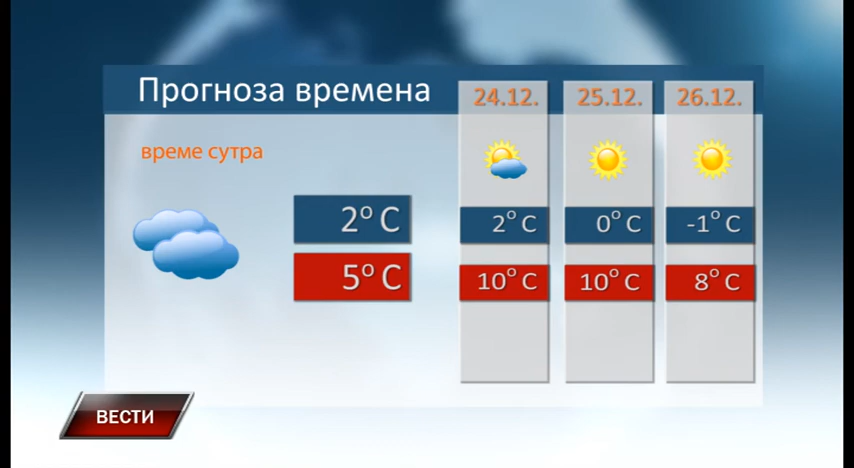 Прогноза времена
време сутра
2° C
5° C
24.12.
2° C
10° C
25.12.
0° C
10° C
26.12.
-1° C
8° C
ВЕСТИ